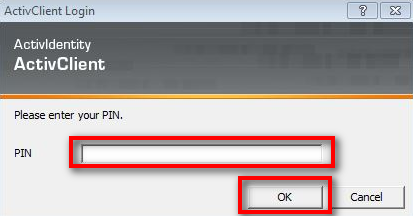 ActivClient Login
ActivIdentity
ActivClient
Please enter your PIN.
PIN
OK
Cancel